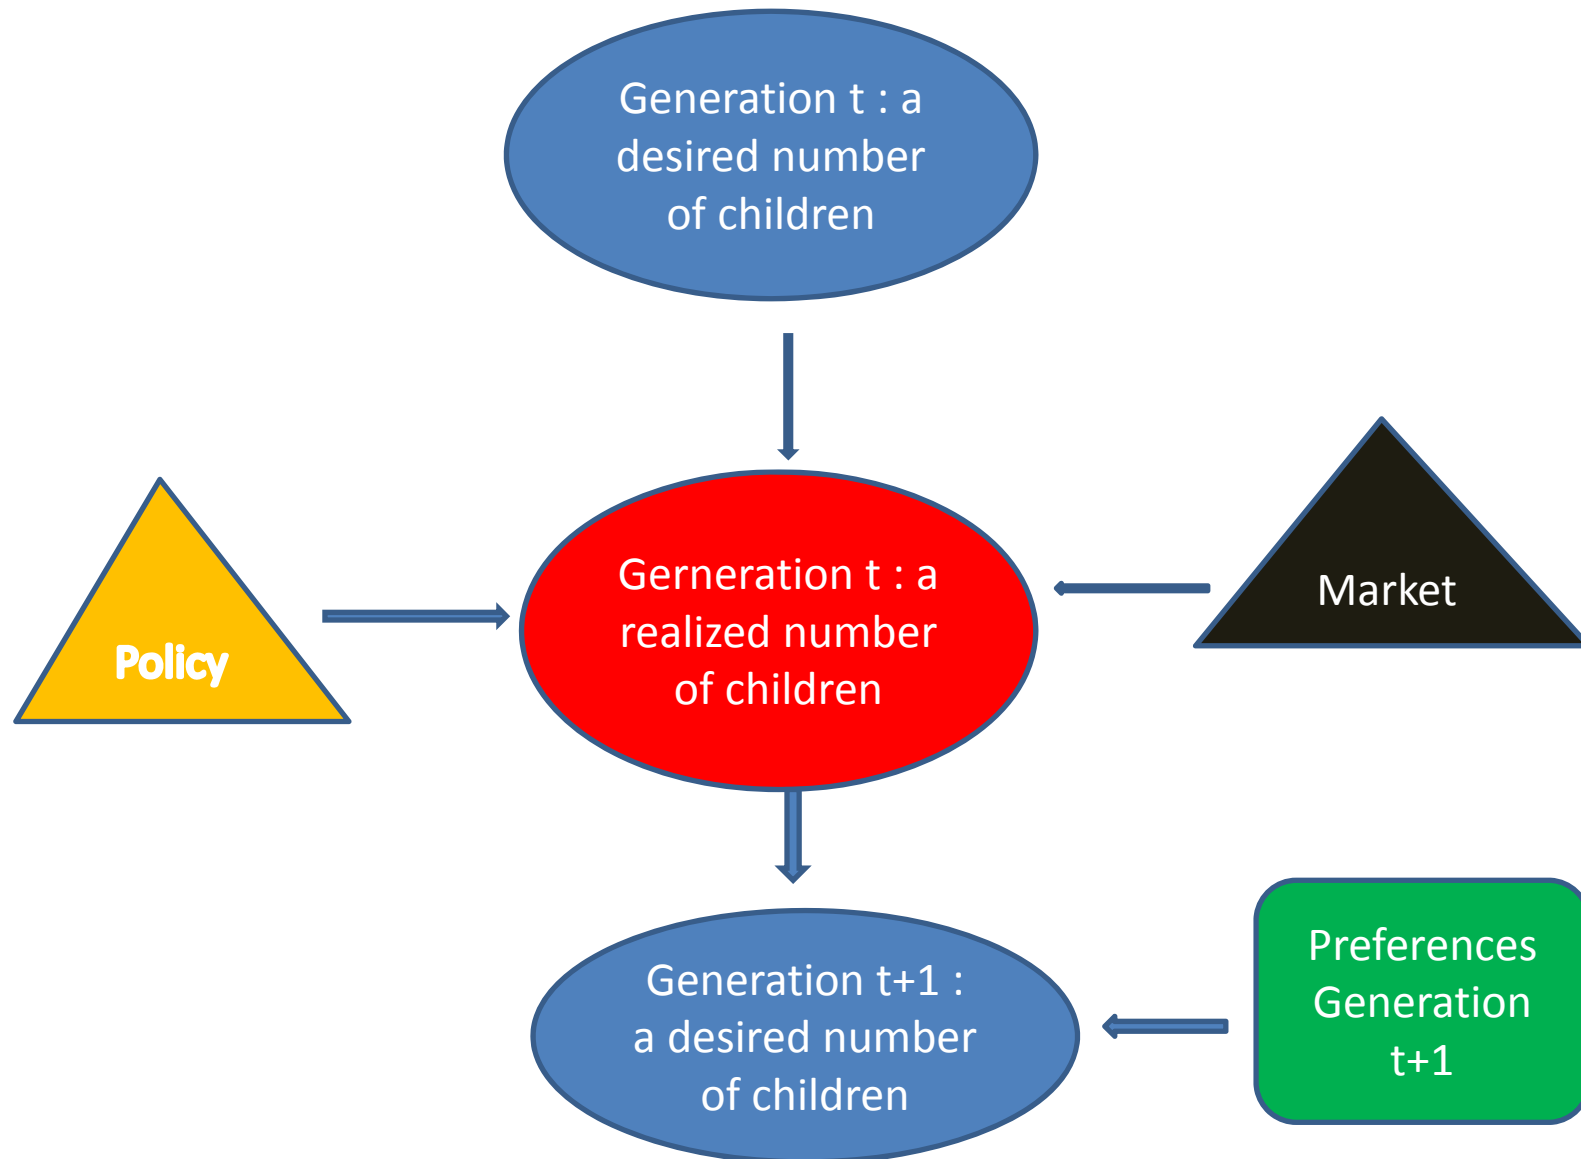 Generation t : a
desired number
of children
Gerneration t : a
realized number
of children
Policy
Market
Generation t+1 :
a desired number
of children
Preferences
Generation
t+1